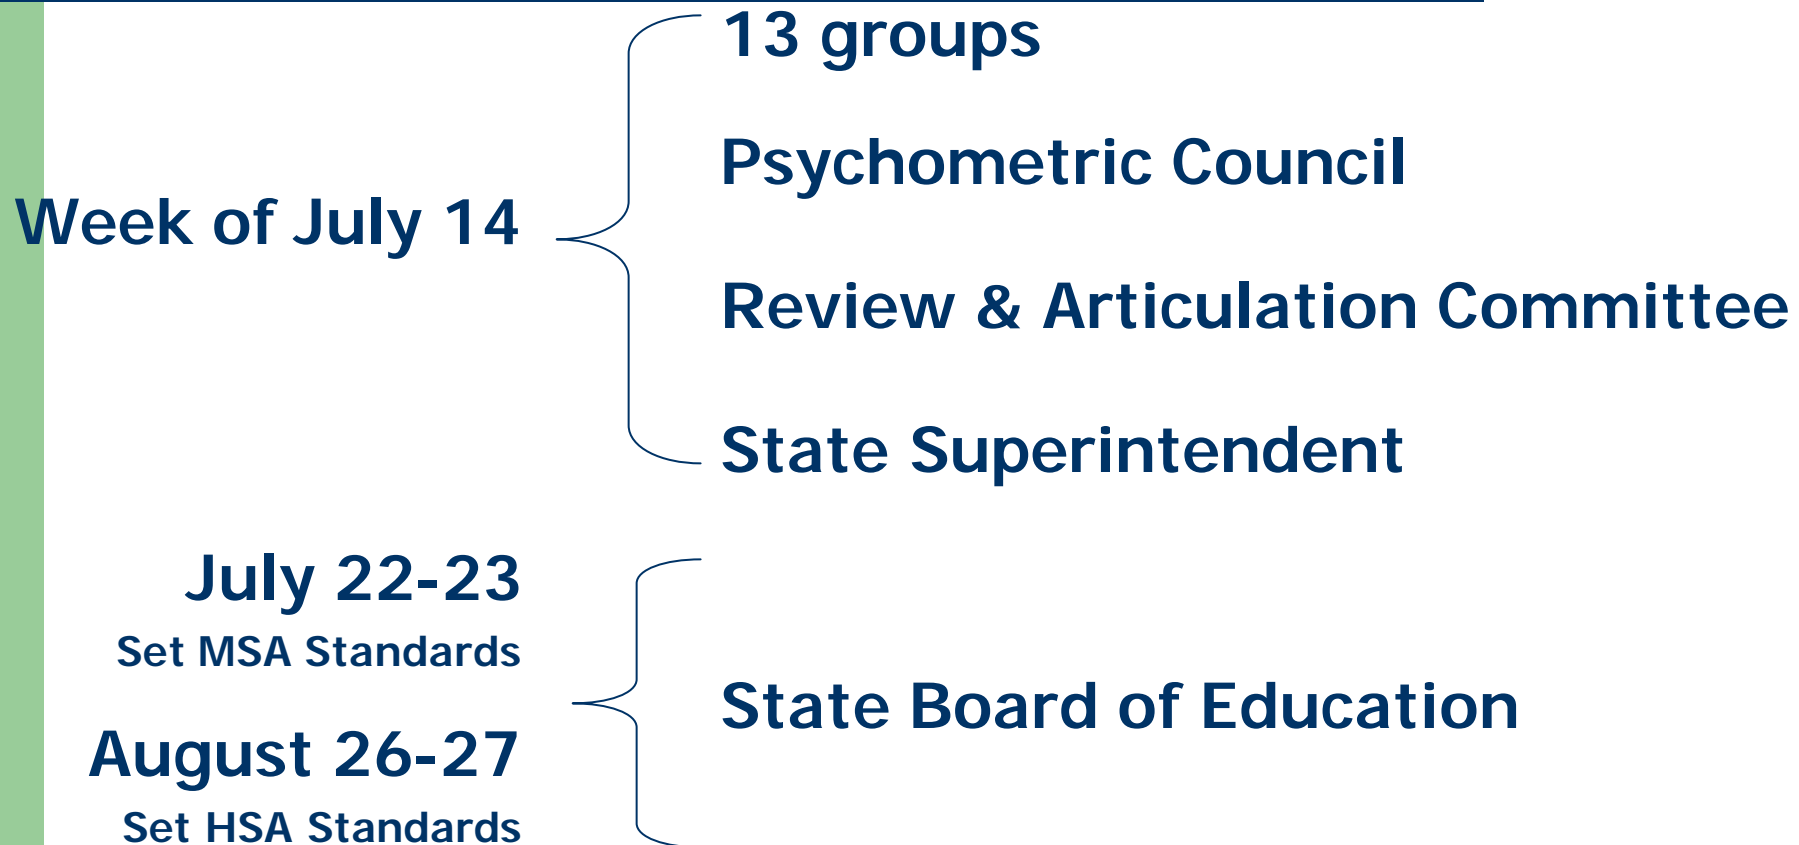 13 groups
Psychometric Council
Week of July 14
Review & Articulation Committee
State Superintendent
July 22-23
Set MSA Standards
State Board of Education
August 26-27
Set HSA Standards